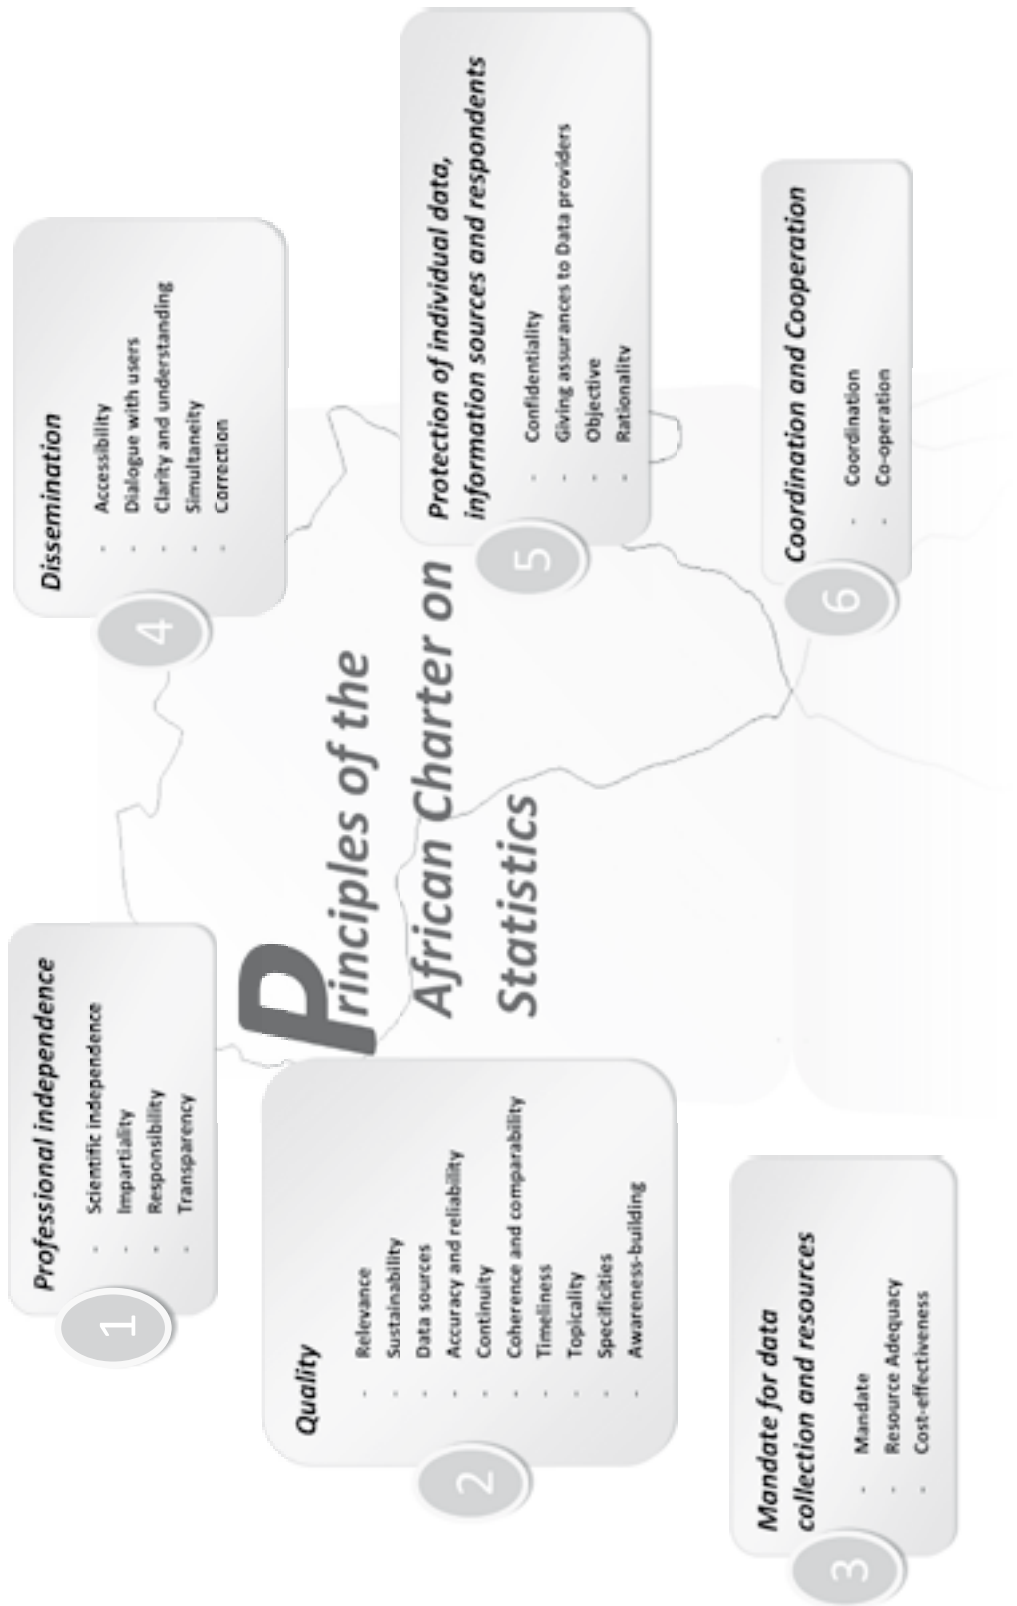 Principles of the
African Charter on
Statistics
1
Professional independence
- Scientific independence
- Impartiality
- Responsibility
- Transparency
2
Quality
- Relevance
- Sustainability
- Data sources
- Accuracy and reliability
- Continuity
- Coherence and comparability
- Timeliness
- Topicality
- Specificities
- Awareness-building
3
Mandate for data
collection and resources
- Mandate
- Resource Adequacy
- Cost-effectiveness
4
Dissemination
- Accessibility
- Dialogue with users
- Clarity and understanding
- Simultaneity
- Correction
5
Protection of individual data,
information sources and respondents
- Confidentiality
- Giving assurances to Data providers
- Objective
- Rationality
6
Coordination and Cooperation
- Coordination
- Co-operation